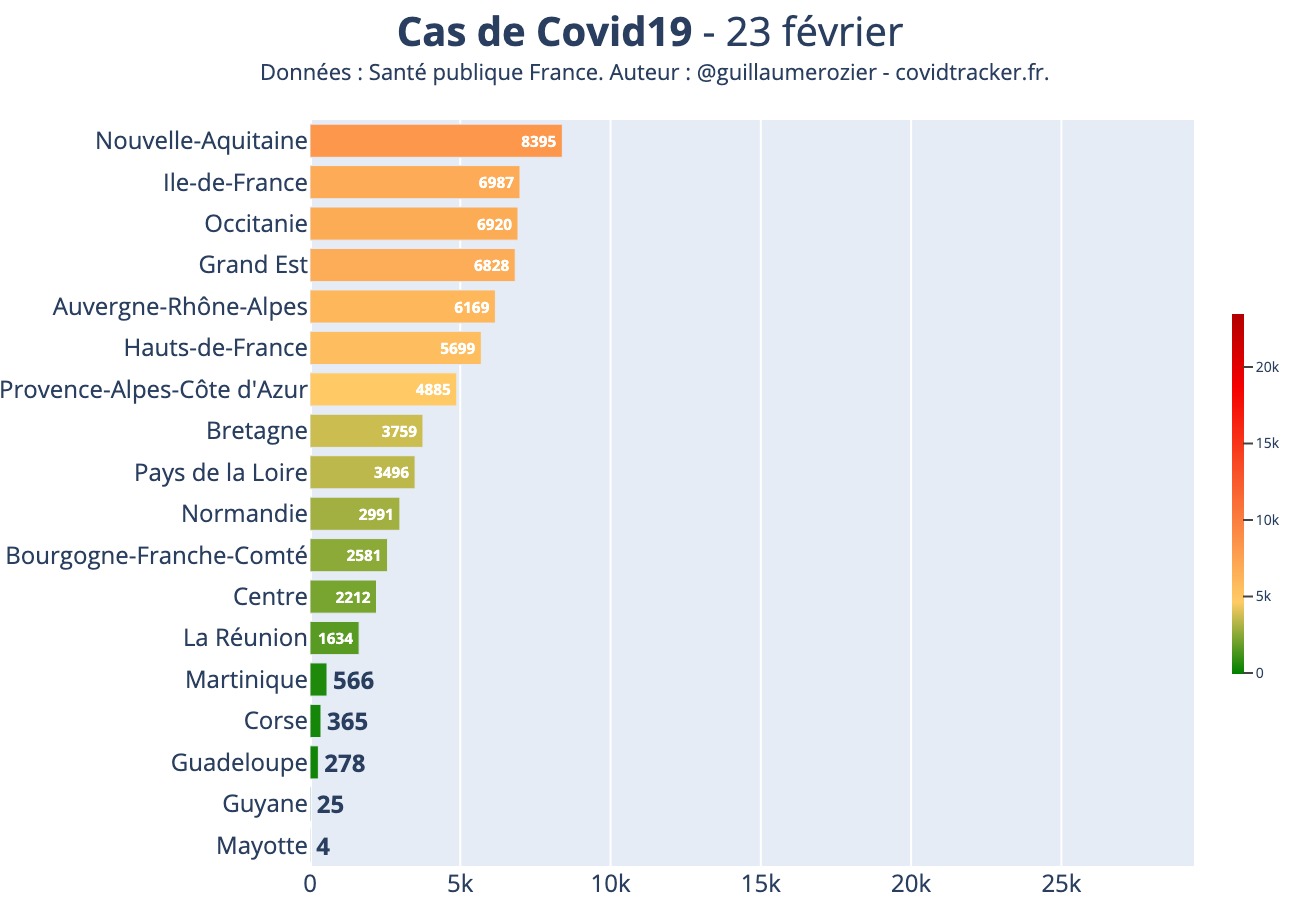 Cas de Covid19 - 23 février
Données : Santé publique France. Auteur : @guillaumerozier - covidtracker.fr.
Nouvelle-Aquitaine 8395
Ile-de-France 6987
Occitanie 6920
Grand Est 6828
Auvergne-Rhône-Alpes 6169
Hauts-de-France 5699
Provence-Alpes-Côte d'Azur 4885
Bretagne 3759
Pays de la Loire 3496
Normandie 2991
Bourgogne-Franche-Comté 2581
Centre 2212
La Réunion 1634
Martinique 566
Corse 365
Guadeloupe 278
Guyane 25
Mayotte 4
0 5k 10k 15k 20k 25k
20k
15k
10k
5k
0